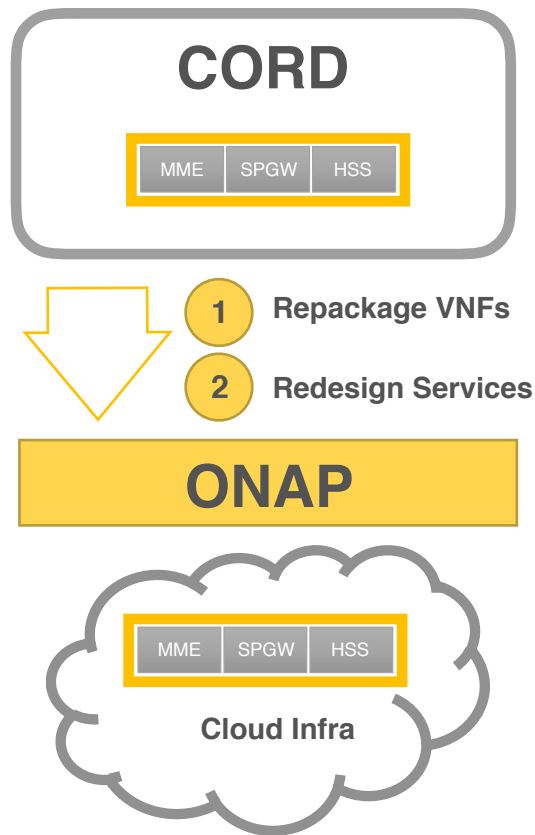 CORD
MME SPGW HSS
1 Repackage VNFs
2 Redesign Services
ONAP
MME SPGW HSS
Cloud Infra